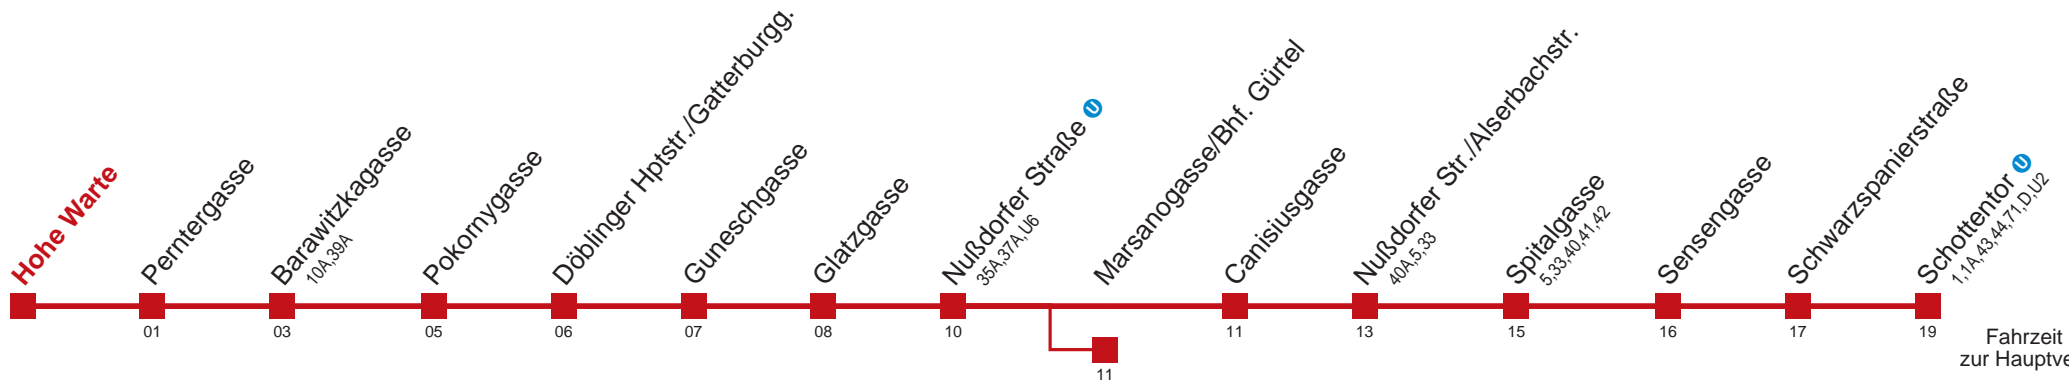 Hohe Warte
Perntergasse
01
Barawitzkagasse
10A,39A
03
Pokornygasse
05
Döblinger Hptstr./Gatterburgg.
06
Guneschgasse
07
Glatzgasse
08
Nußdorfer Straße U
35A,37A,U6
10
Marsanogasse/Bhf. Gürtel
11
Canisiusgasse
11
Nußdorfer Str./Alserbachstr.
40A,5,33
13
Spitalgasse
5,33,40,41,42
15
Sensengasse
16
Schwarzspanierstraße
17
Schottentor U
1,1A,43,44,71,D,U2
19
Fahrzeit
zur Hauptve